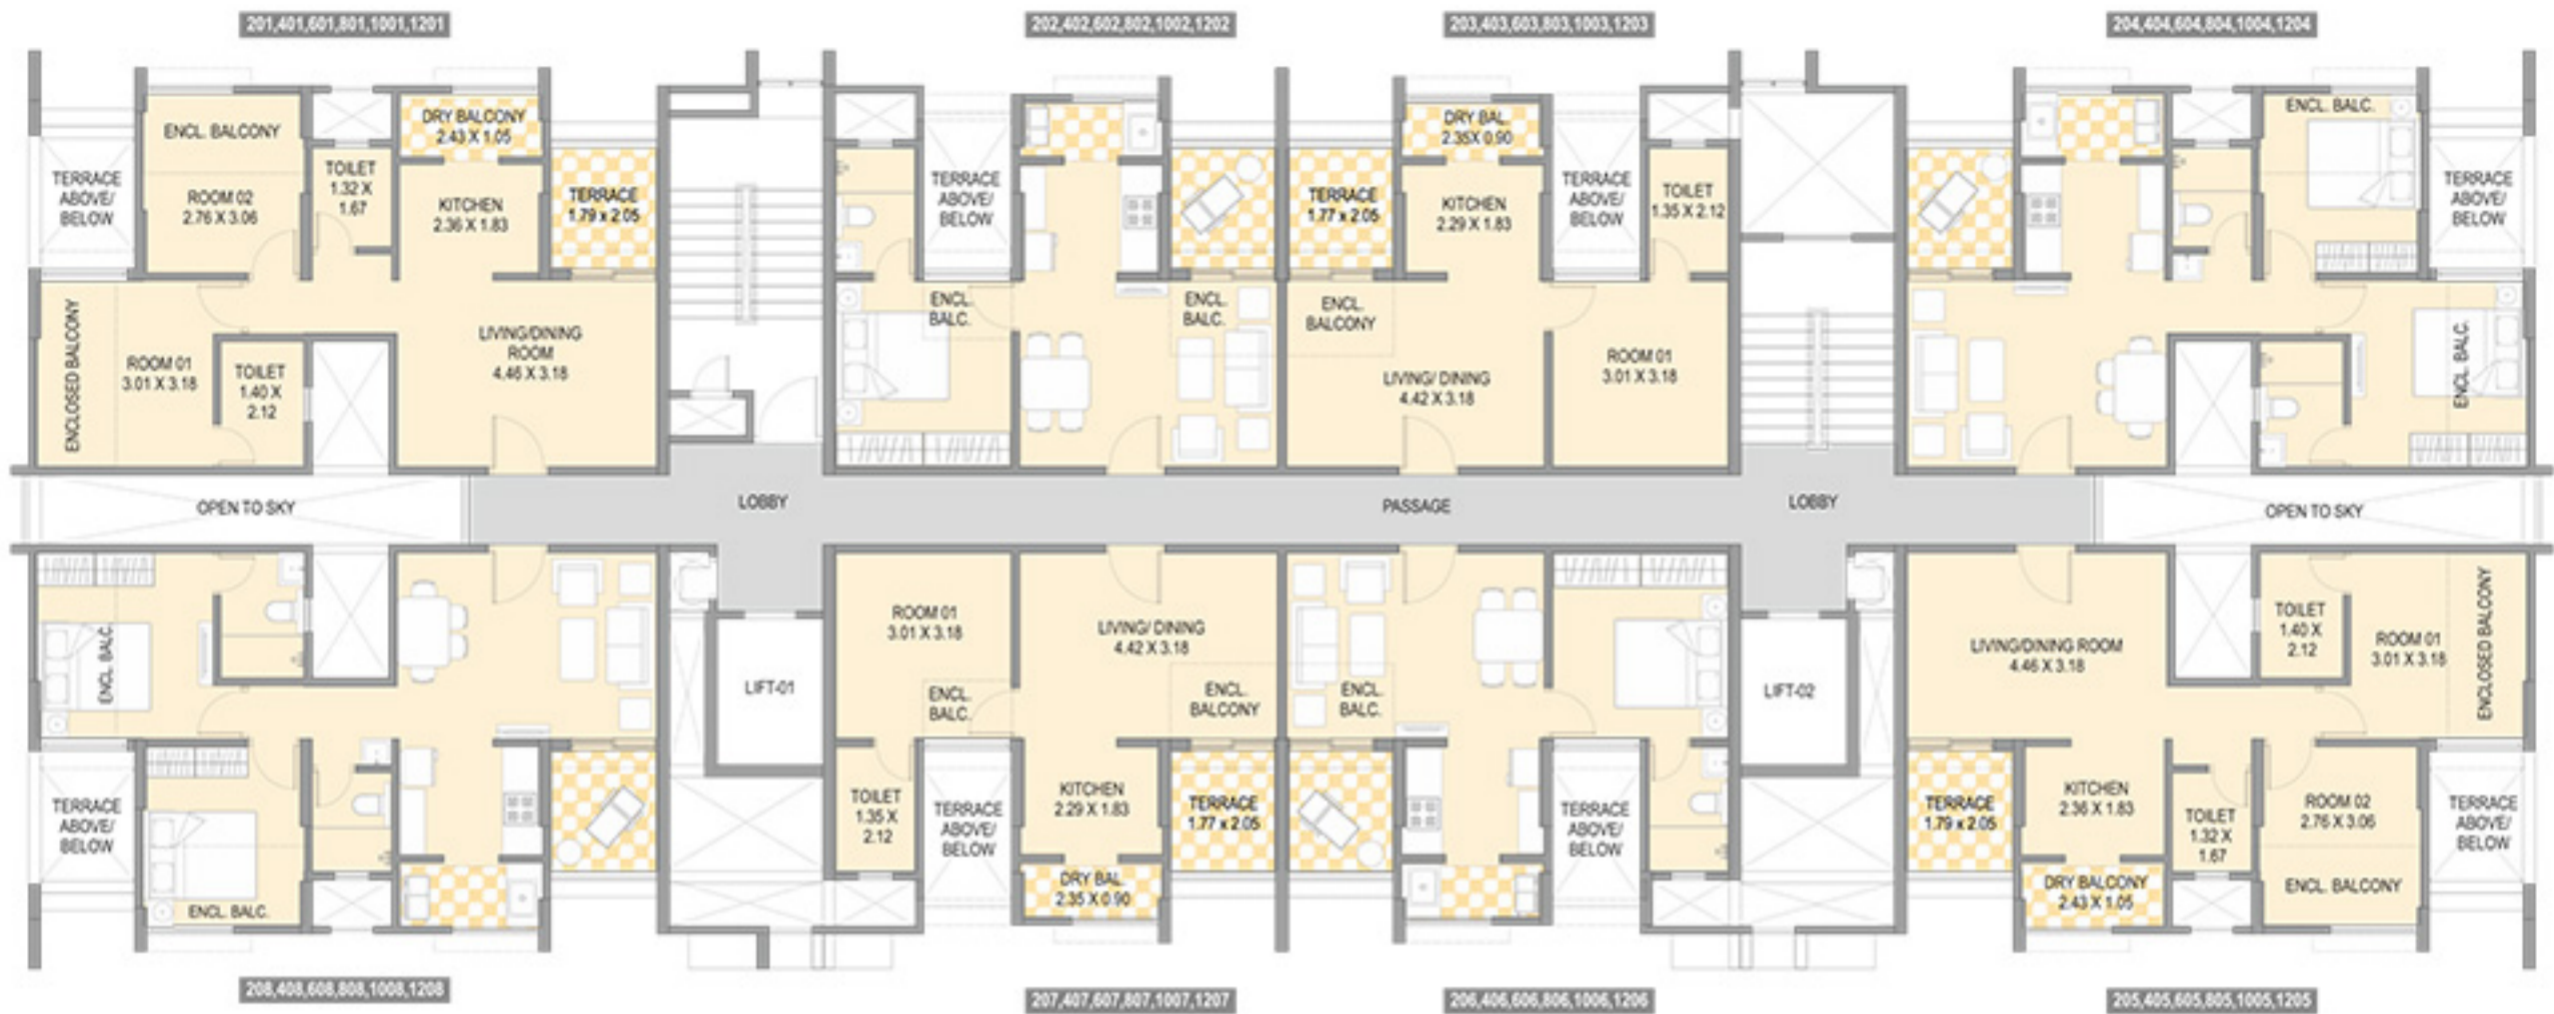 201,401,601,801,1001,1201
202,402,602,802,1002,1202
203,403,603,803,1003,1203
204,404,604,804,1004,1204
ENCL. BALCONY
ROOM 02
2.76 X 3.06
TERRACE
ABOVE/
BELOW
TOILET
1.32 X
1.67
DRY BALCONY
2.43 X 1.05
KITCHEN
2.36 X 1.83
TERRACE
1.79 x 2.05
ENCLOSED BALCONY
ROOM 01
3.01 X 3.18
TOILET
1.40 X
2.12
LIVING/DINING
ROOM
4.46 X 3.18
TERRACE
ABOVE/
BELOW
ENCL.
BALC.
ENCL.
BALC.
TERRACE
1.77 x 2.05
DRY BAL.
2.35X 0.90
KITCHEN
2.29 X 1.83
TERRACE
ABOVE/
BELOW
TOILET
1.35 X 2.12
ENCL.
BALCONY
LIVING/ DINING
4.42 X 3.18
ROOM 01
3.01 X 3.18
ENCL. BALC.
TERRACE
ABOVE/
BELOW
ENCL. BALC.
OPEN TO SKY
LOBBY
PASSAGE
LOBBY
OPEN TO SKY
ENCL. BALC.
TERRACE
ABOVE/
BELOW
ENCL. BALC.
LIFT-01
ROOM 01
3.01 X 3.18
ENCL.
BALC.
LIVING/ DINING
4.42 X 3.18
ENCL.
BALCONY
TOILET
1.35 X
2.12
TERRACE
ABOVE/
BELOW
KITCHEN
2.29 X 1.83
DRY BAL.
2.35 X 0.90
TERRACE
1.77 x 2.05
ENCL.
BALC.
TERRACE
ABOVE/
BELOW
LIFT-02
LIVING/DINING ROOM
4.46 X 3.18
TOILET
1.40 X
2.12
ROOM 01
3.01 X 3.18
ENCLOSED BALCONY
TERRACE
1.79 x 2.05
KITCHEN
2.36 X 1.83
DRY BALCONY
2.43 X 1.05
TOILET
1.32 X
1.67
ROOM 02
2.76 X 3.06
ENCL. BALCONY
TERRACE
ABOVE/
BELOW
208,408,608,808,1008,1208
207,407,607,807,1007,1207
206,406,606,806,1006,1206
205,405,605,805,1005,1205